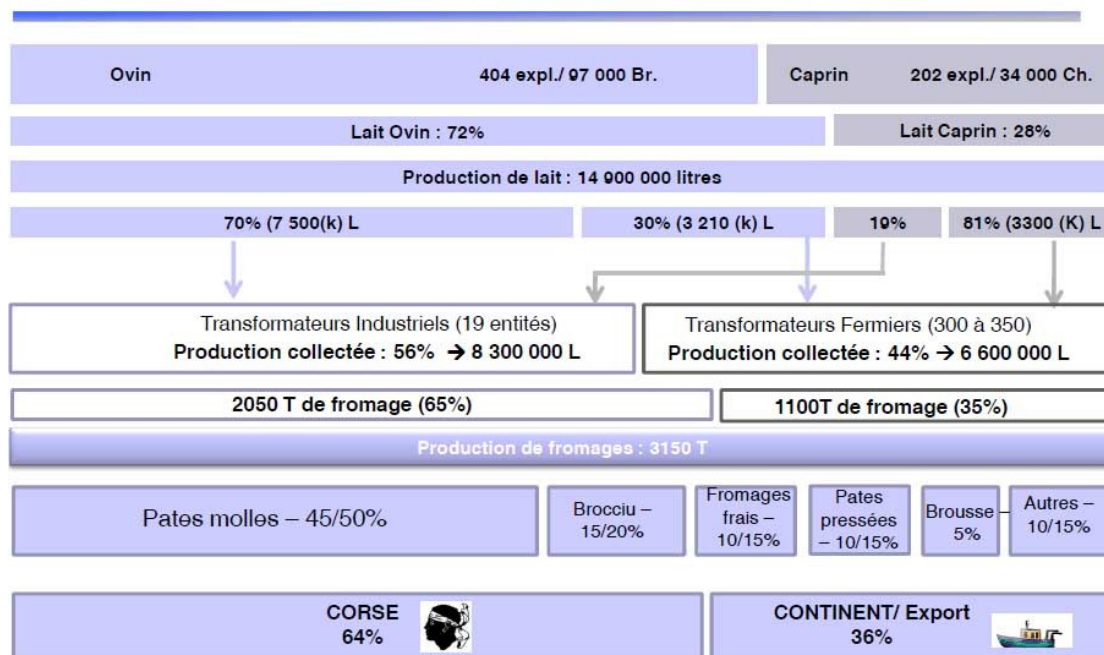 Ovin 404 expl./ 97 000 Br. Caprin 202 expl./ 34 000 Ch.
Lait Ovin : 72% Lait Caprin : 28%
Production de lait : 14 900 000 litres
70% (7 500(k) L 30% (3 210 (k) L 19% 81% (3300 (K) L
Transformateurs Industriels (19 entités)
Production collectée : 56% → 8 300 000 L
Transformateurs Fermiers (300 à 350)
Production collectée : 44% → 6 600 000 L
2050 T de fromage (65%) 1100T de fromage (35%)
Production de fromages : 3150 T
Pates molles – 45/50%
Brocciu –
15/20%
Fromages
frais –
10/15%
Pates
pressées
– 10/15%
Brousse –
5%
Autres –
10/15%
CORSE
64%
CONTINENT/ Export
36%